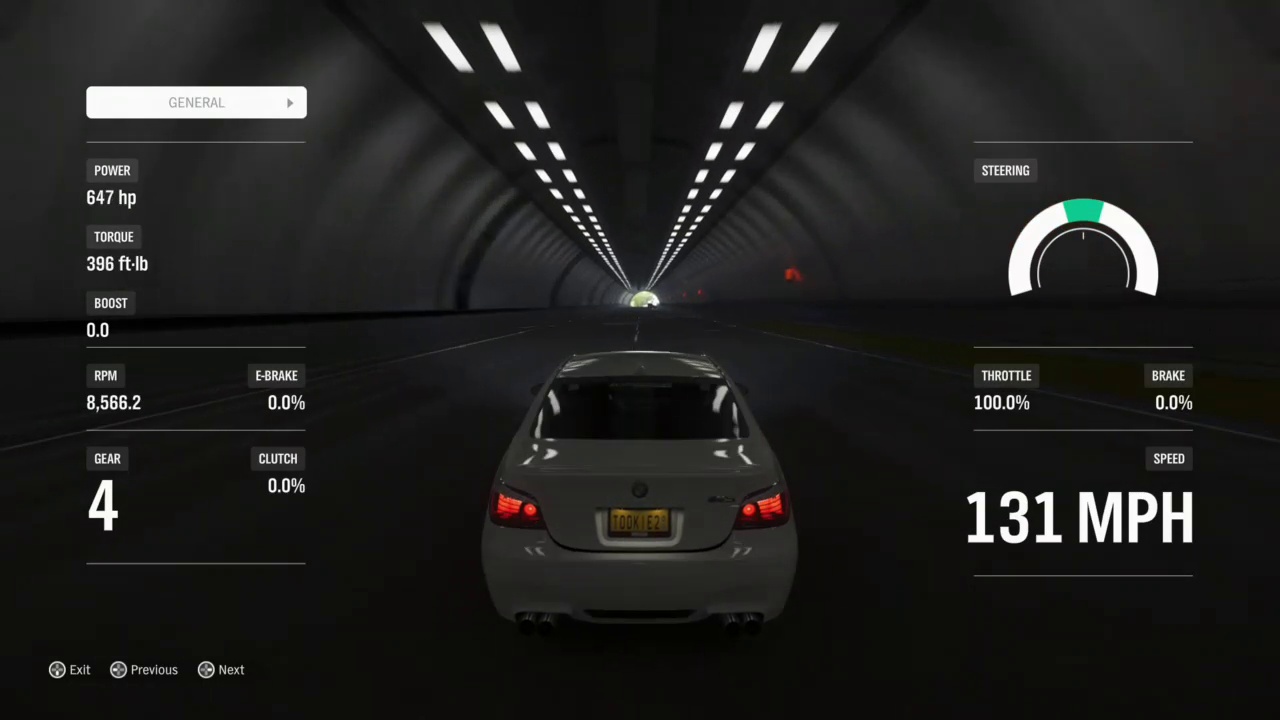 GENERAL
POWER
647 hp
TORQUE
396 ft·lb
BOOST
0.0
RPM
E-BRAKE
8,566.2
0.0%
GEAR
CLUTCH
4
0.0%
STEERING
THROTTLE
BRAKE
100.0%
0.0%
SPEED
131 MPH
TOOKIE2
Exit
Previous
Next